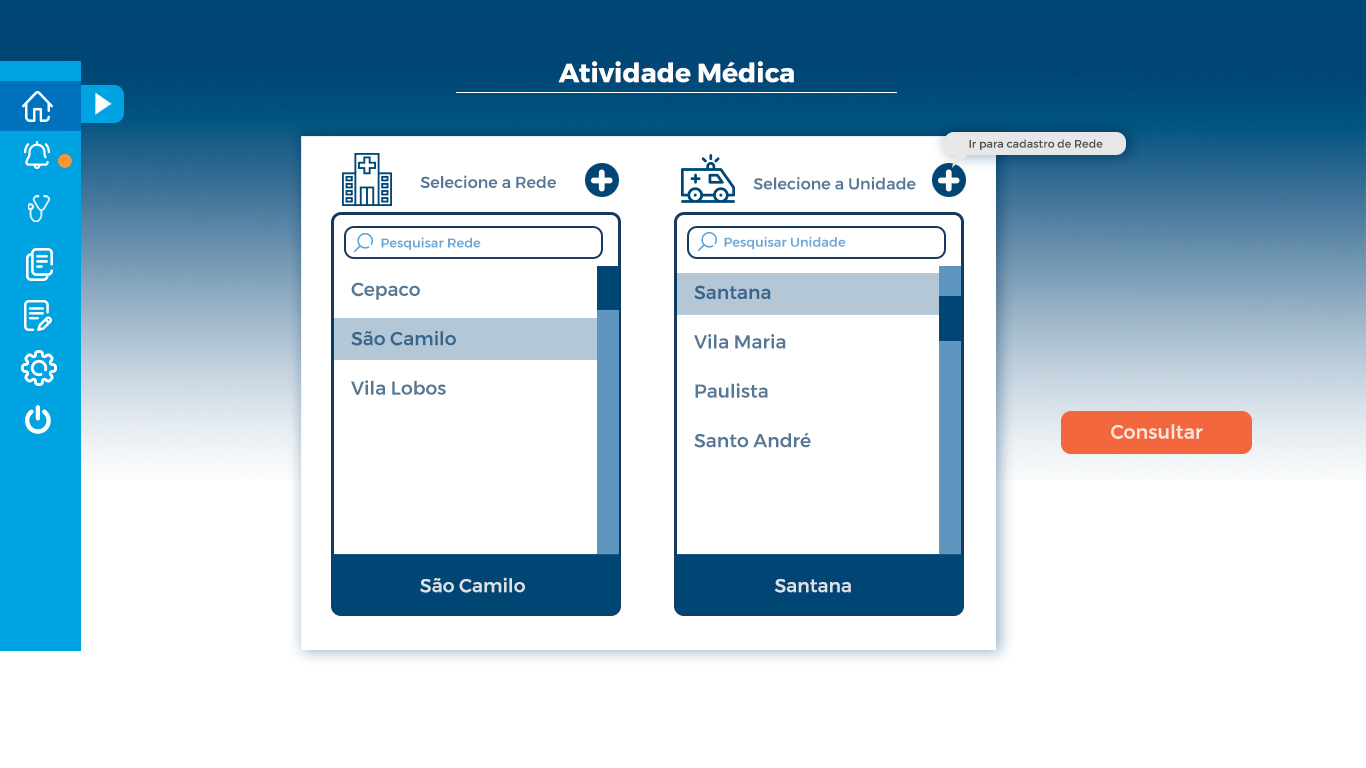 Atividade Médica
Ir para cadastro de Rede
Selecione a Rede
Selecione a Unidade
Pesquisar Rede
Cepaco
São Camilo
Vila Lobos
São Camilo
Pesquisar Unidade
Santana
Vila Maria
Paulista
Santo André
Santana
Consultar